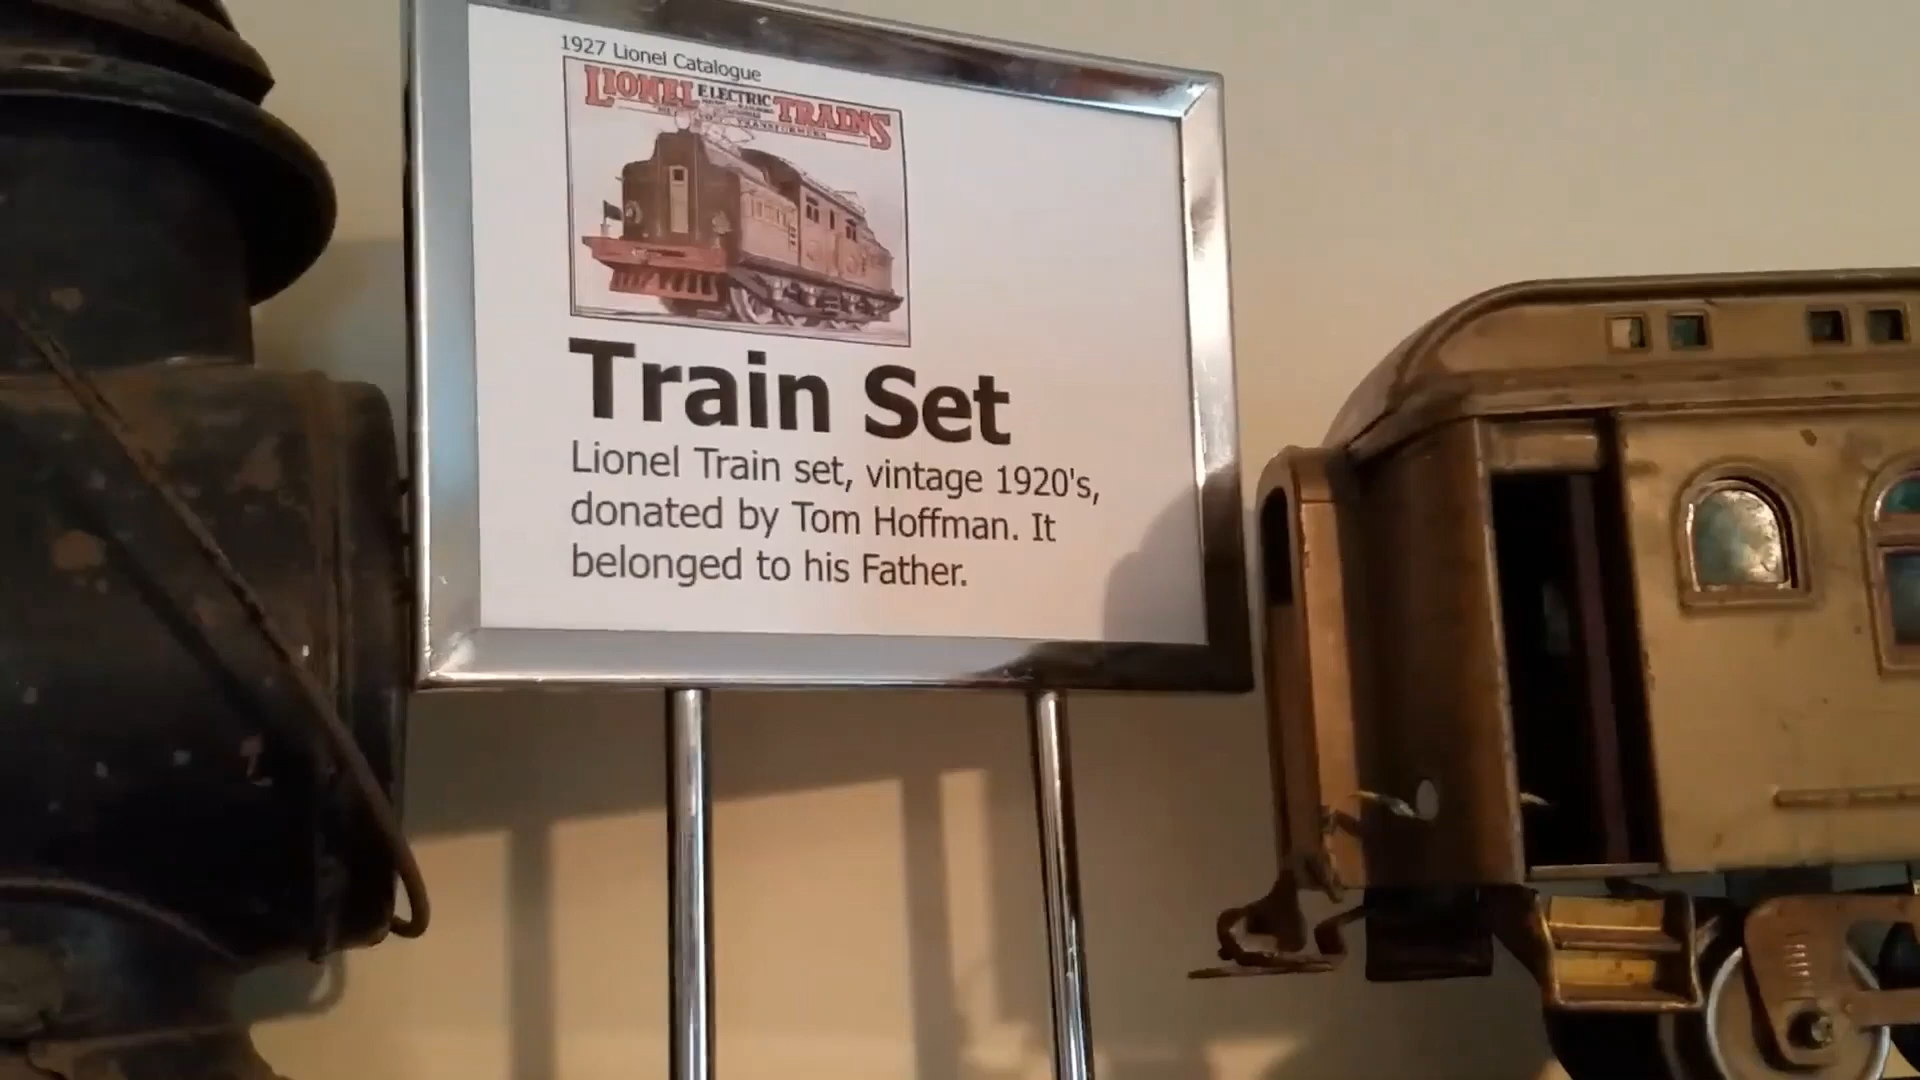 1927 Lionel Catalogue
LIONEL ELECTRIC TRAINS
TRANSFORMERS
Train Set
Lionel Train set, vintage 1920's,
donated by Tom Hoffman. It
belonged to his Father.